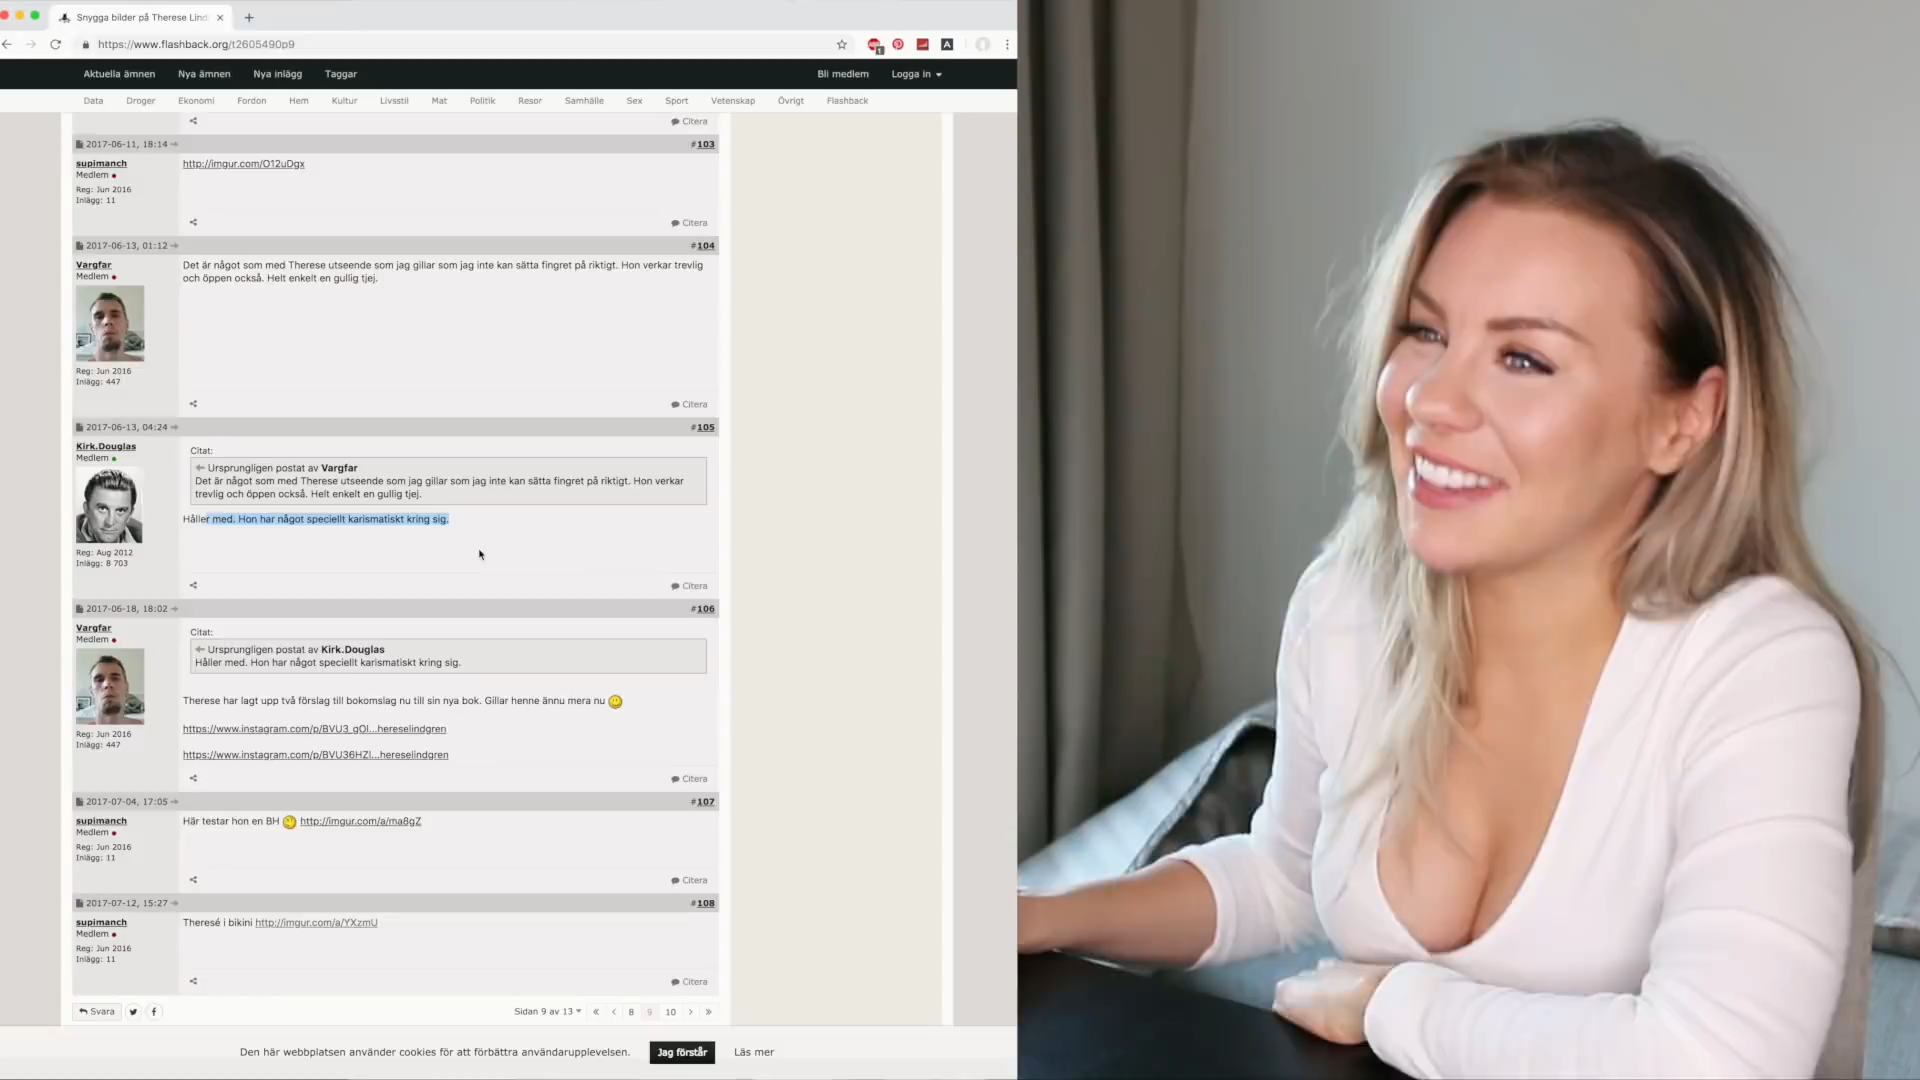 Snygga bilder på Therese Lind
https://www.flashback.org/t2605490p9
Aktuella ämnen Nya ämnen Nya inlägg Taggar Bli medlem Logga in
Data Droger Ekonomi Fordon Hem Kultur Livsstil Mat Politik Resor Samhälle Sex Sport Vetenskap Övrigt Flashback
Citera
2017-06-11, 18:14 #103
supimanch
Medlem
Reg: Jun 2016
Inlägg: 11
http://imgur.com/O12uDgx
Citera
2017-06-13, 01:12 #104
Vargfar
Medlem
Reg: Jun 2016
Inlägg: 447
Det är något som med Therese utseende som jag gillar som jag inte kan sätta fingret på riktigt. Hon verkar trevlig
och öppen också. Helt enkelt en gullig tjej.
Citera
2017-06-13, 04:24 #105
Kirk.Douglas
Medlem
Reg: Aug 2012
Inlägg: 8 703
Citat:
Ursprungligen postat av Vargfar
Det är något som med Therese utseende som jag gillar som jag inte kan sätta fingret på riktigt. Hon verkar
trevlig och öppen också. Helt enkelt en gullig tjej.
Håller med. Hon har något speciellt karismatiskt kring sig.
Citera
2017-06-18, 18:02 #106
Vargfar
Medlem
Reg: Jun 2016
Inlägg: 447
Citat:
Ursprungligen postat av Kirk.Douglas
Håller med. Hon har något speciellt karismatiskt kring sig.
Therese har lagt upp två förslag till bokomslag nu till sin nya bok. Gillar henne ännu mera nu
https://www.instagram.com/p/BVU3_gOl...hereselindgren
https://www.instagram.com/p/BVU36HZl...hereselindgren
Citera
2017-07-04, 17:05 #107
supimanch
Medlem
Reg: Jun 2016
Inlägg: 11
Här testar hon en BH http://imgur.com/a/ma8gZ
Citera
2017-07-12, 15:27 #108
supimanch
Medlem
Reg: Jun 2016
Inlägg: 11
Theresé i bikini http://imgur.com/a/YXzmU
Citera
Svara
Sidan 9 av 13 « ‹ 8 9 10 › »
Den här webbplatsen använder cookies för att förbättra användarupplevelsen. Jag förstår Läs mer